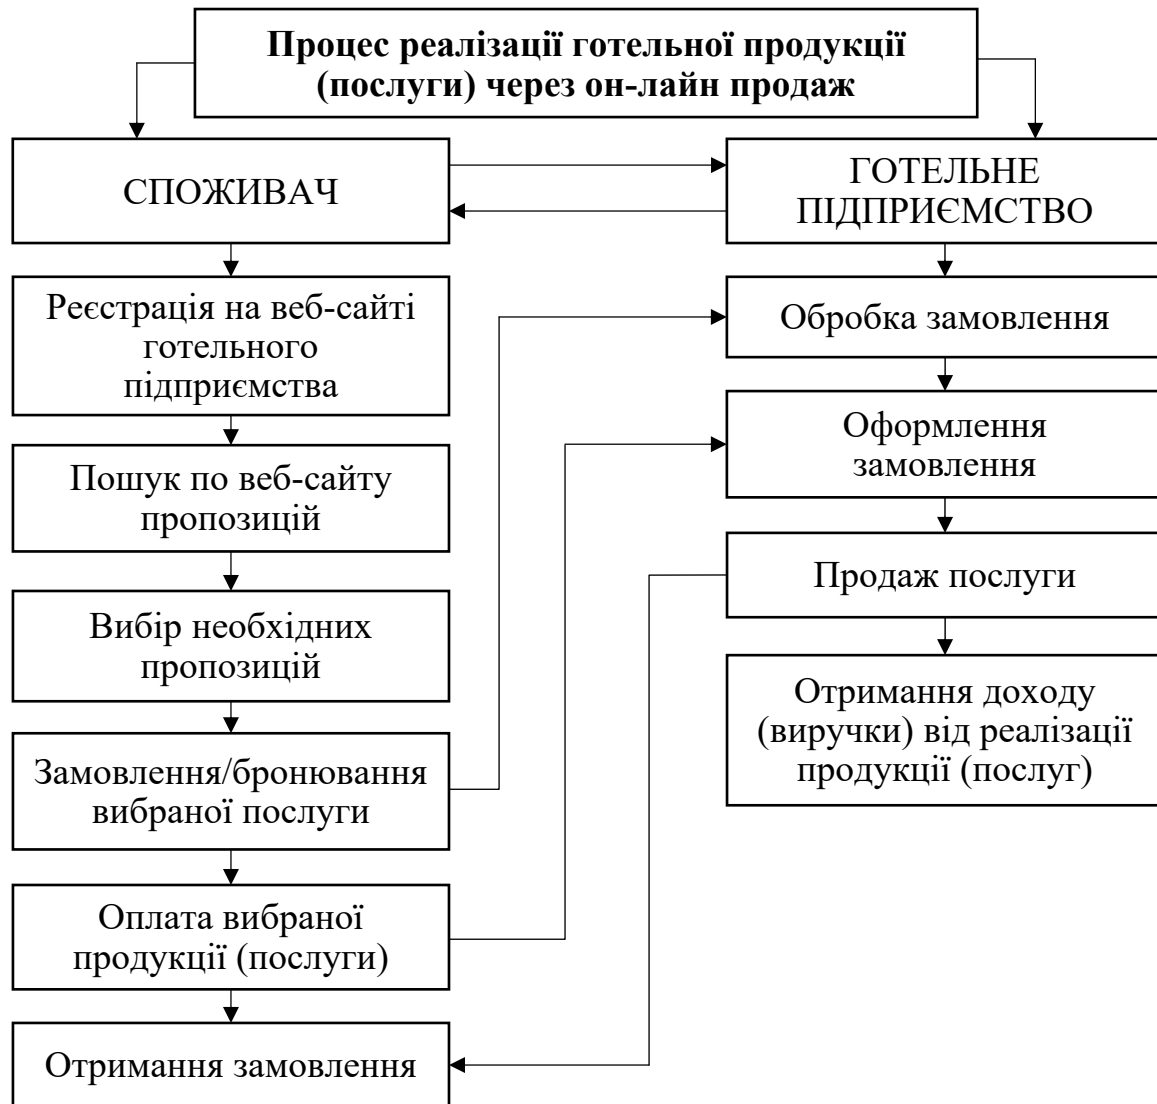 Процес реалізації готельної продукції
(послуги) через он-лайн продаж
СПОЖИВАЧ
ГОТЕЛЬНЕ
ПІДПРИЄМСТВО
Реєстрація на веб-сайті
готельного
підприємства
Пошук по веб-сайту
пропозицій
Вибір необхідних
пропозицій
Замовлення/бронювання
вибраної послуги
Оплата вибраної
продукції (послуги)
Отримання замовлення
Обробка замовлення
Оформлення
замовлення
Продаж послуги
Отримання доходу
(виручки) від реалізації
продукції (послуг)